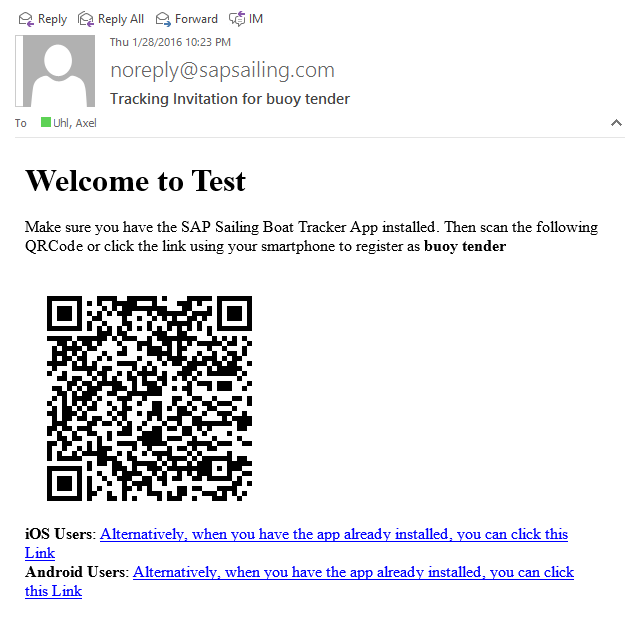 Reply Reply All Forward IM
Thu 1/28/2016 10:23 PM
noreply@sapsailing.com
Tracking Invitation for buoy tender
To Uhl, Axel
Welcome to Test
Make sure you have the SAP Sailing Boat Tracker App installed. Then scan the following
QRCode or click the link using your smartphone to register as buoy tender
iOS Users: Alternatively, when you have the app already installed, you can click this
Link
Android Users: Alternatively, when you have the app already installed, you can click
this Link